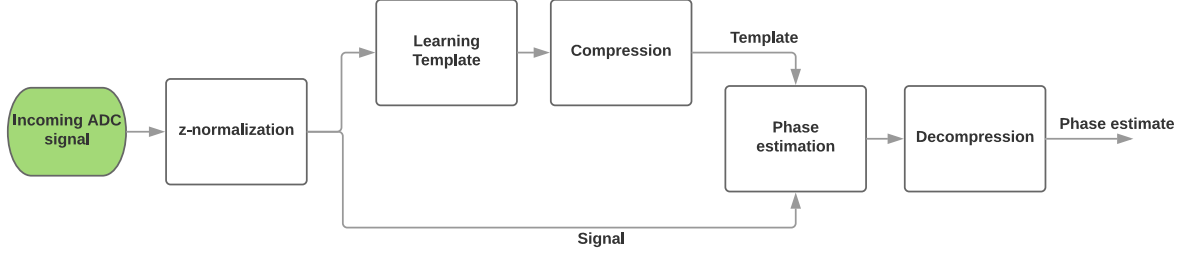 Incoming ADC
signal
z-normalization
Learning
Template
Compression
Template
Signal
Phase
estimation
Decompression
Phase estimate